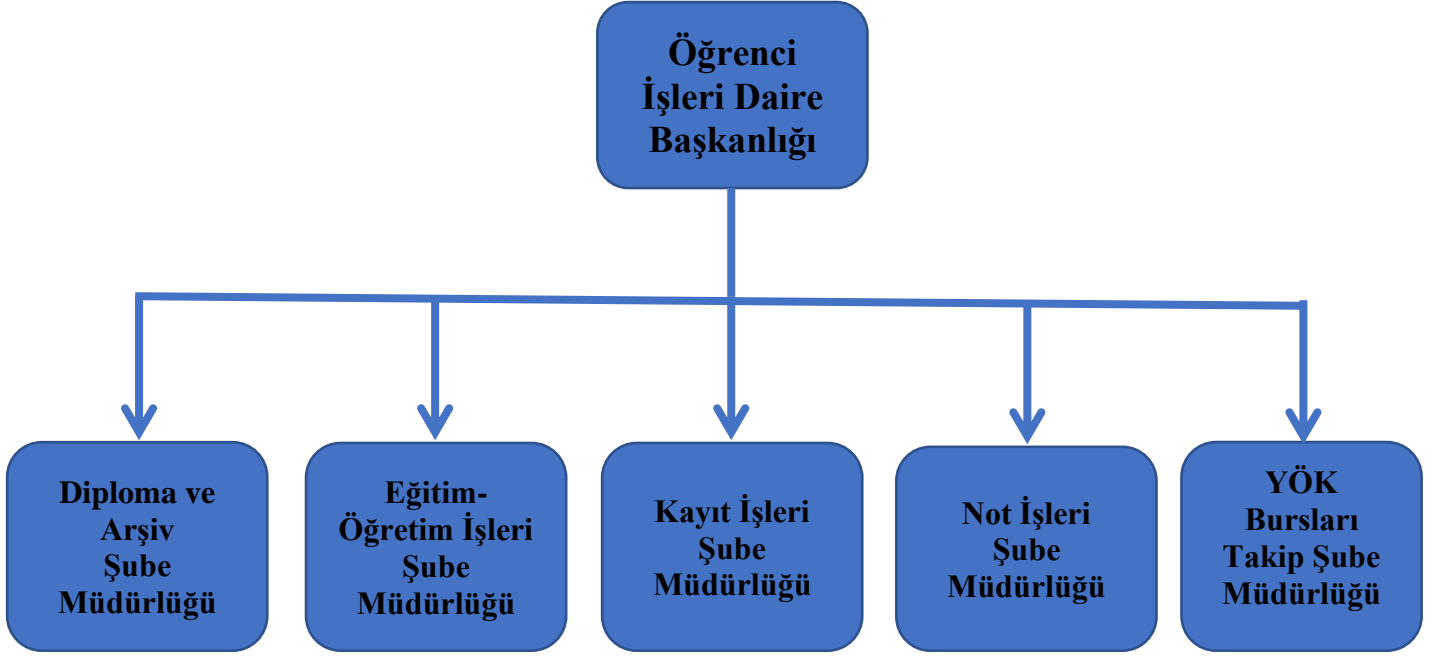 Öğrenci
İşleri Daire
Başkanlığı
Diploma ve
Arşiv
Şube
Müdürlüğü
Eğitim-
Öğretim İşleri
Şube
Müdürlüğü
Kayıt İşleri
Şube
Müdürlüğü
Not İşleri
Şube
Müdürlüğü
YÖK
Bursları
Takip Şube
Müdürlüğü